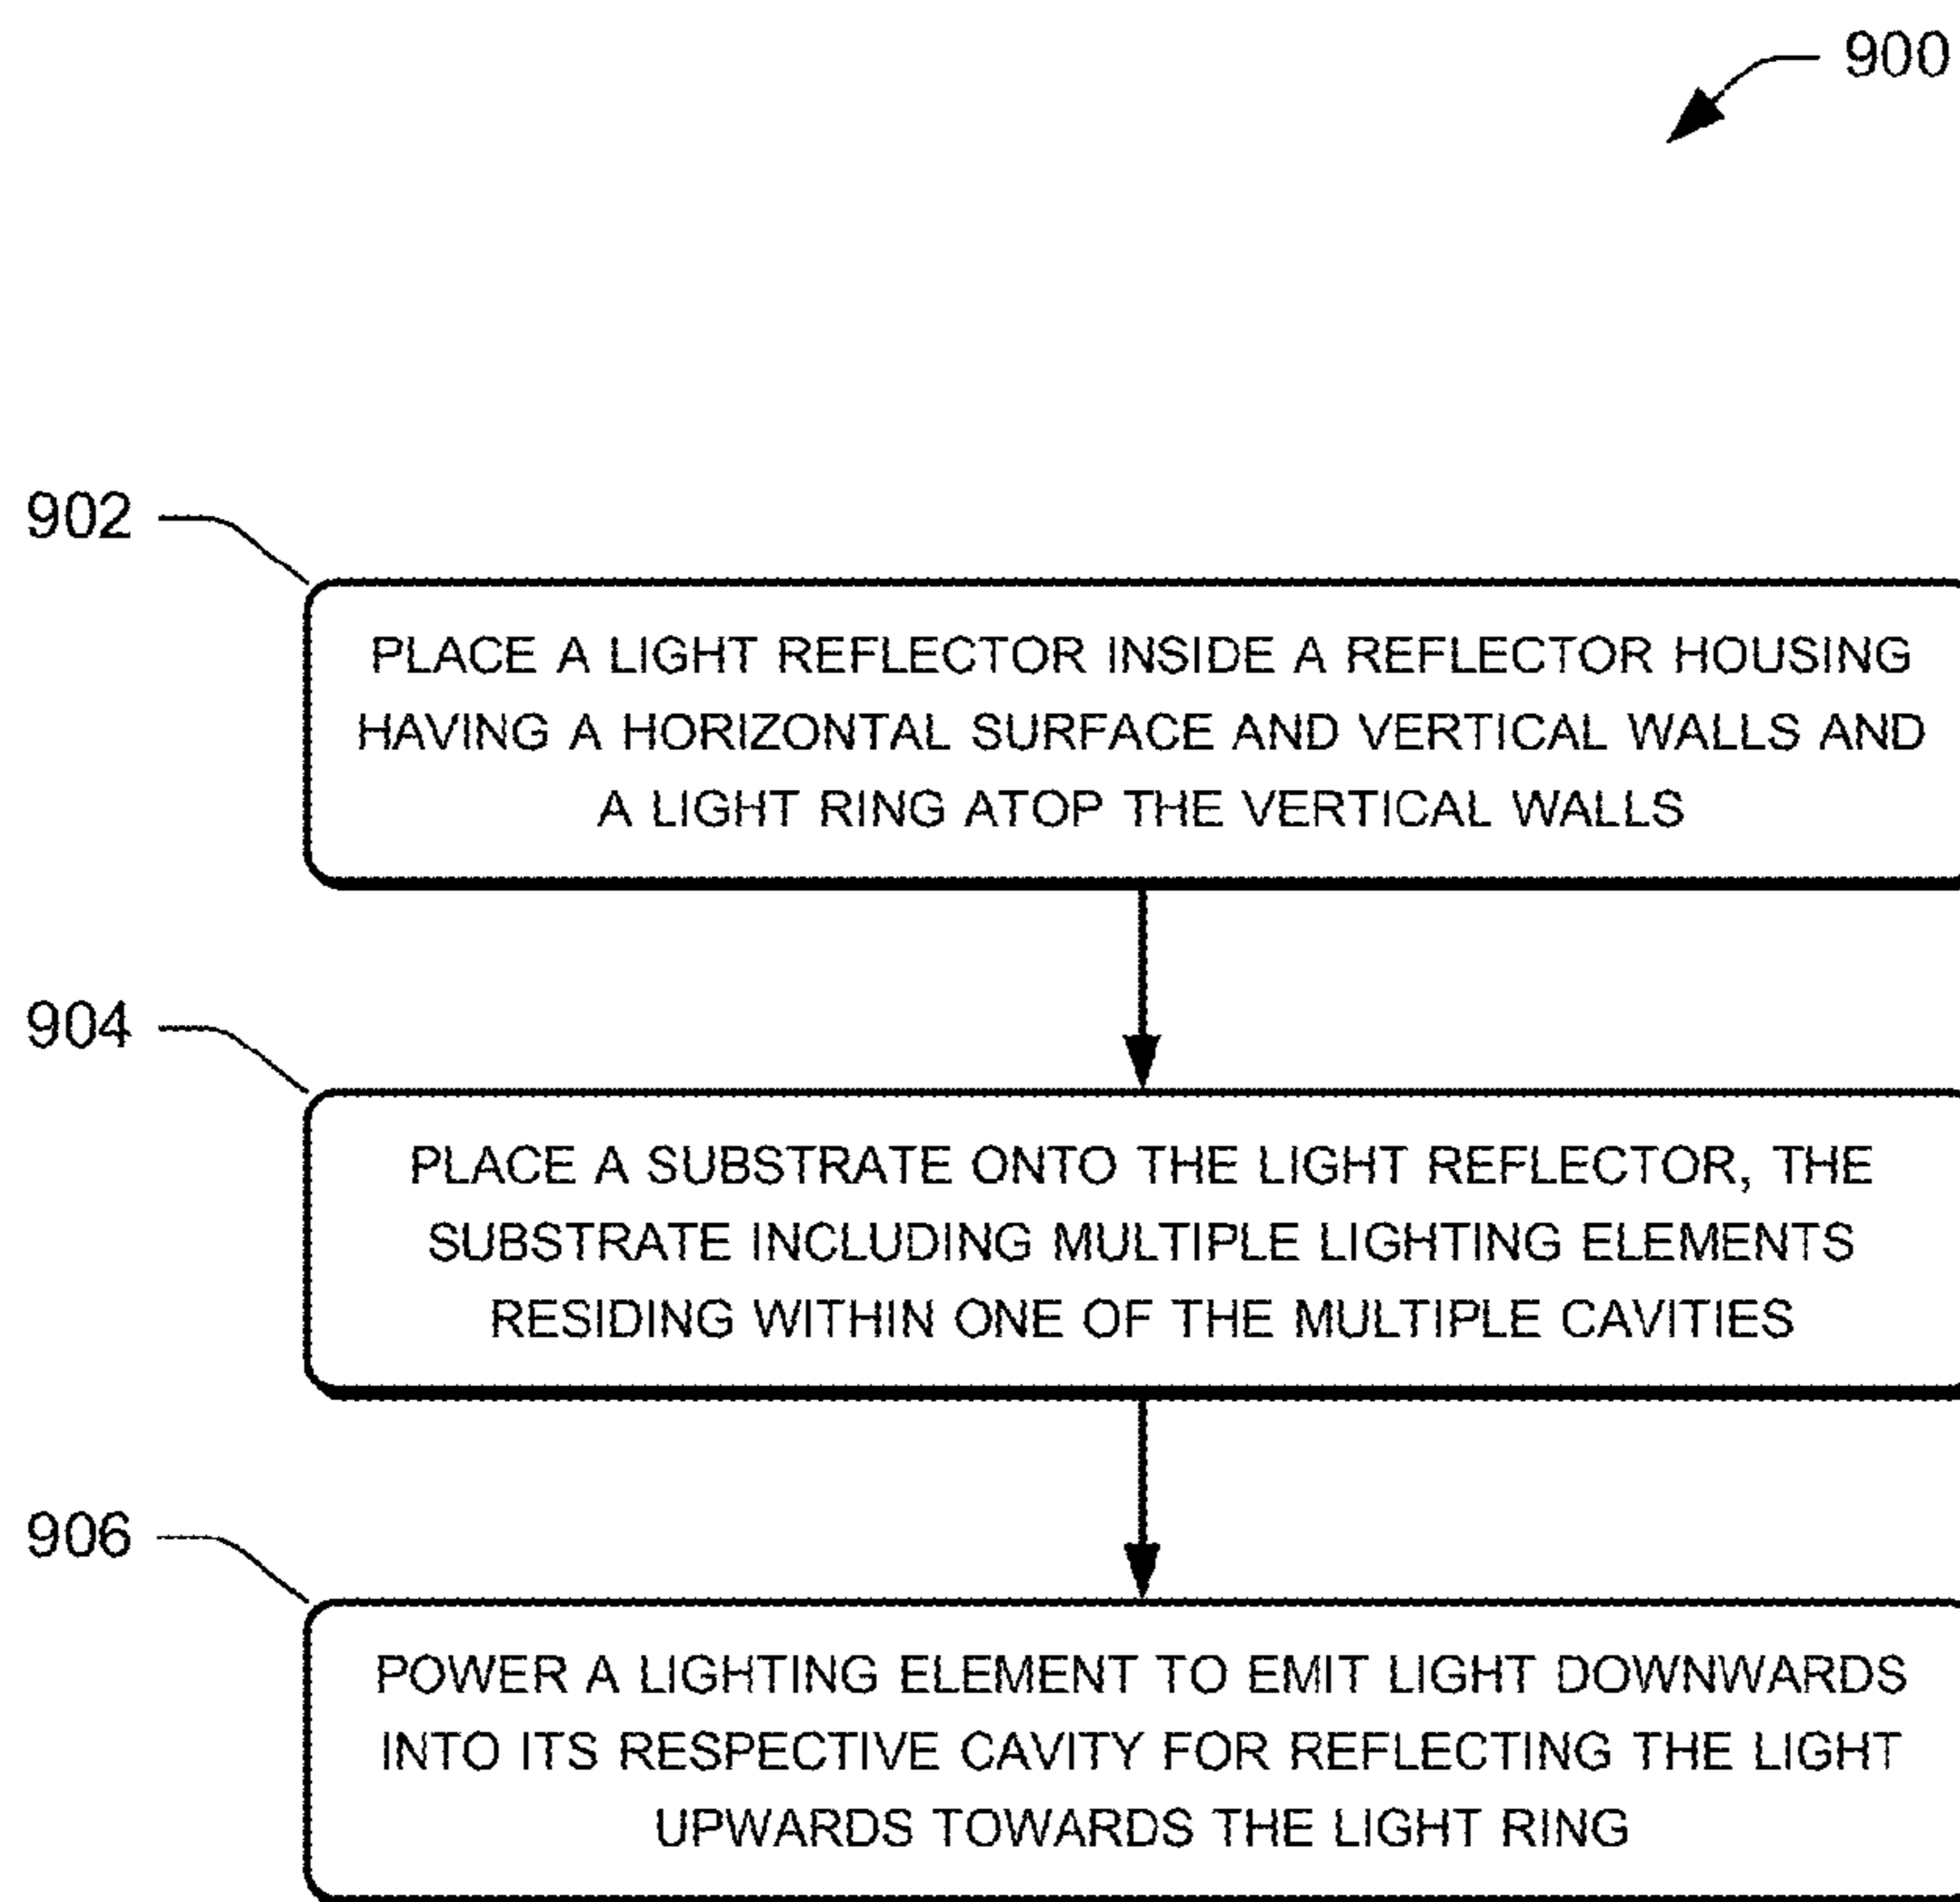 900
902
PLACE A LIGHT REFLECTOR INSIDE A REFLECTOR HOUSING
HAVING A HORIZONTAL SURFACE AND VERTICAL WALLS AND
A LIGHT RING ATOP THE VERTICAL WALLS
904
PLACE A SUBSTRATE ONTO THE LIGHT REFLECTOR, THE
SUBSTRATE INCLUDING MULTIPLE LIGHTING ELEMENTS
RESIDING WITHIN ONE OF THE MULTIPLE CAVITIES
906
POWER A LIGHTING ELEMENT TO EMIT LIGHT DOWNWARDS
INTO ITS RESPECTIVE CAVITY FOR REFLECTING THE LIGHT
UPWARDS TOWARDS THE LIGHT RING